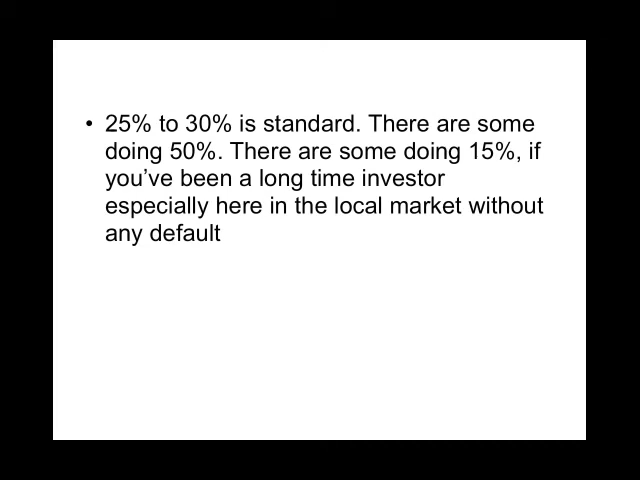 • 25% to 30% is standard. There are some
doing 50%. There are some doing 15%, if
you’ve been a long time investor
especially here in the local market without
any default